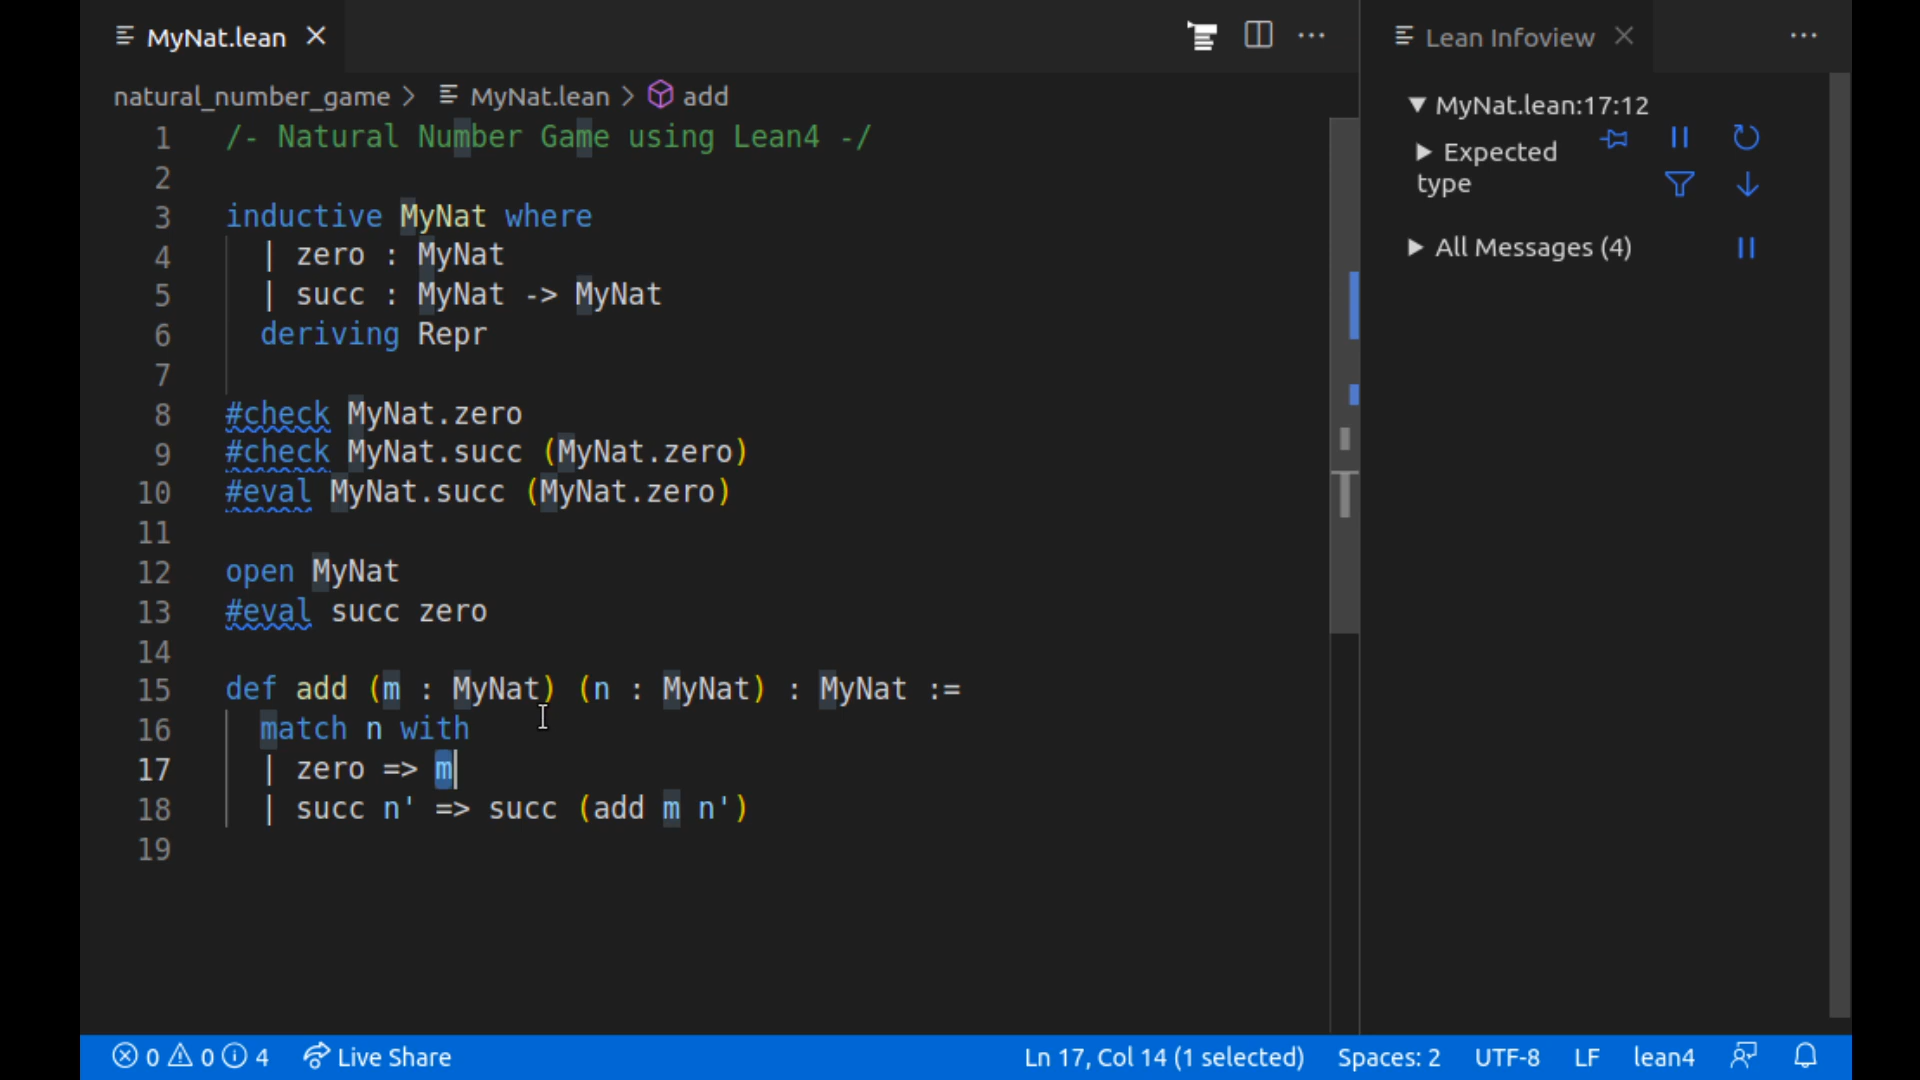 MyNat.lean
Lean Infoview
natural_number_game > MyNat.lean > add
MyNat.lean:17:12
Expected
type
All Messages (4)
1 /- Natural Number Game using Lean4 -/
2
3 inductive MyNat where
4 | zero : MyNat
5 | succ : MyNat -> MyNat
6 deriving Repr
7
8 #check MyNat.zero
9 #check MyNat.succ (MyNat.zero)
10 #eval MyNat.succ (MyNat.zero)
11
12 open MyNat
13 #eval succ zero
14
15 def add (m : MyNat) (n : MyNat) : MyNat :=
16 match n with
17 | zero => m
18 | succ n' => succ (add m n')
19
0 0 4 Live Share Ln 17, Col 14 (1 selected) Spaces: 2 UTF-8 LF lean4